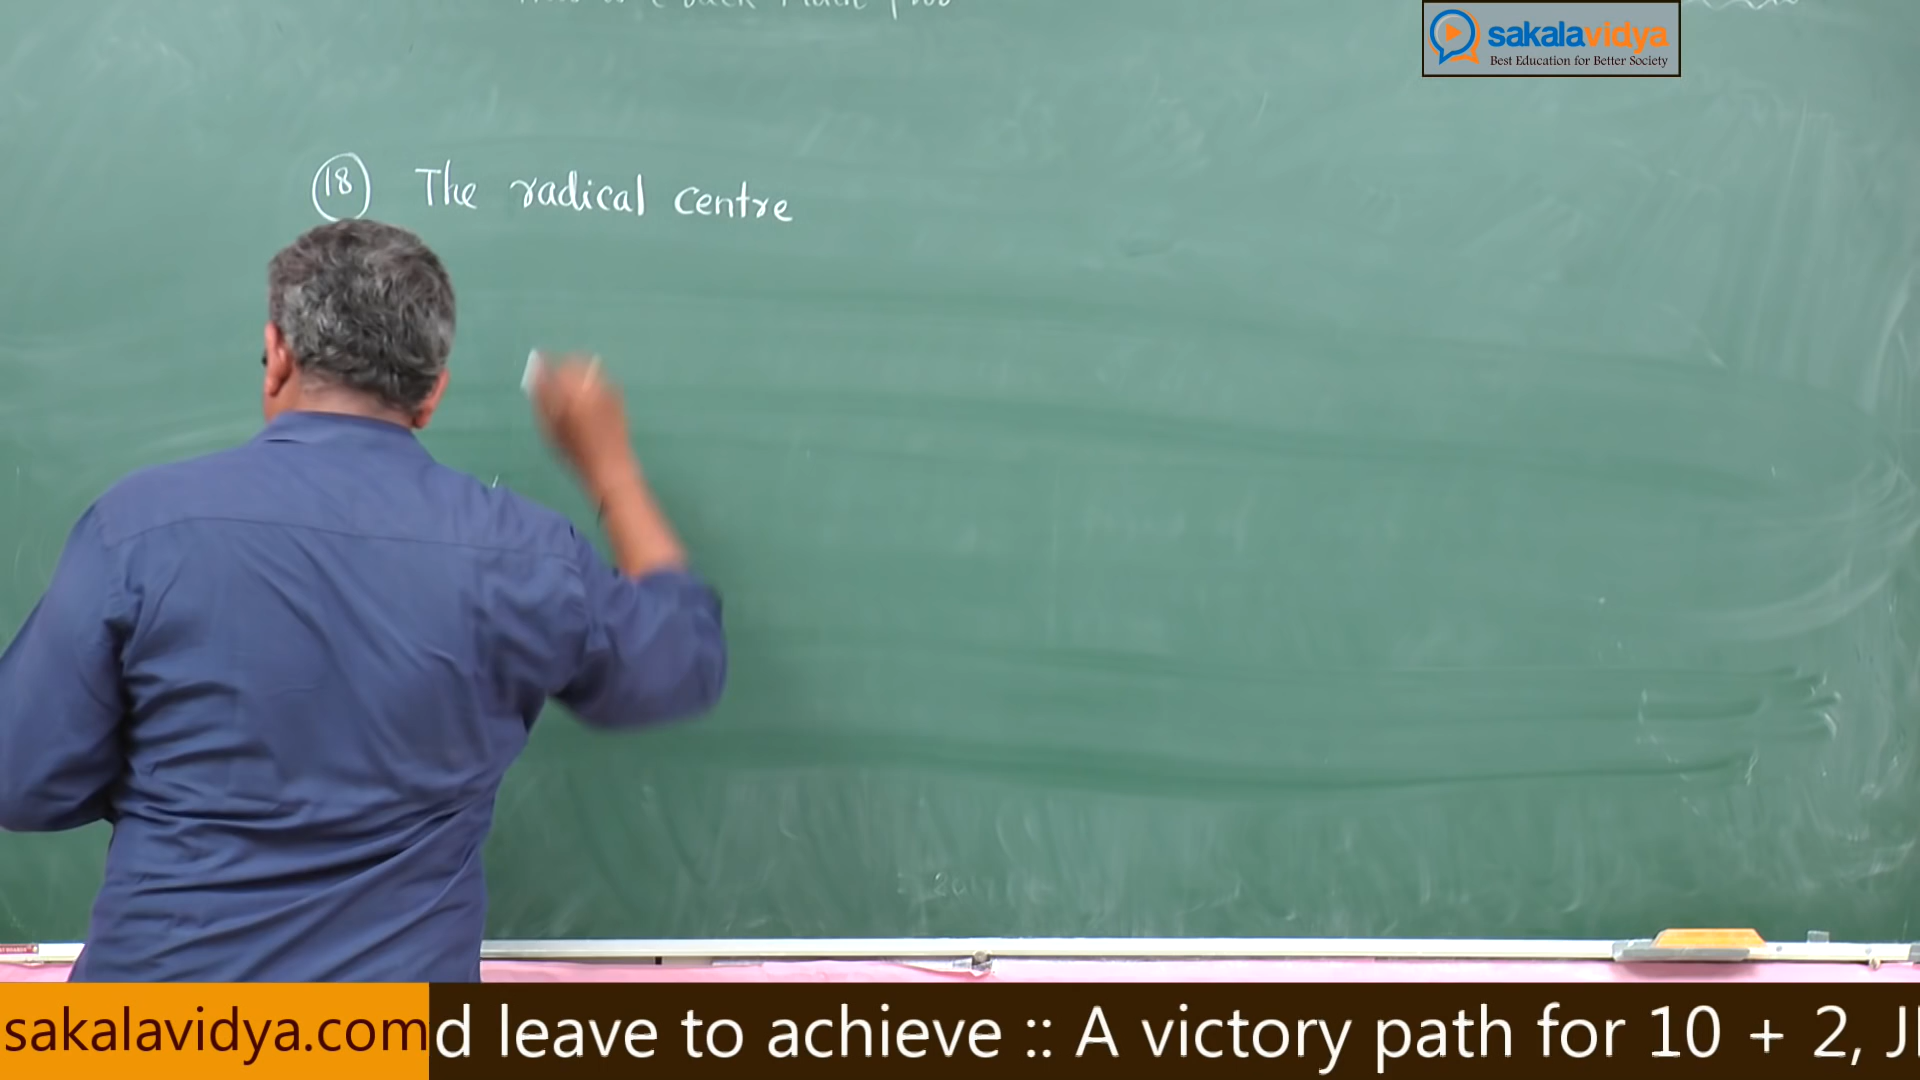 sakalavidya
Best Education for Better Society
18 The radical centre
sakalavidya.com d leave to achieve :: A victory path for 10 + 2,